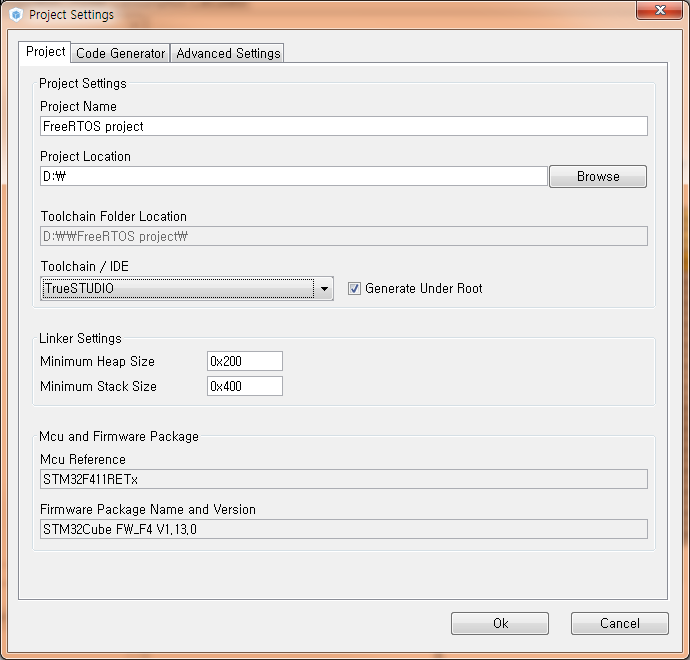 Project Settings
Project
Code Generator
Advanced Settings
Project Settings
Project Name
FreeRTOS project
Project Location
D:₩
Browse
Toolchain Folder Location
D:₩₩FreeRTOS project₩
Toolchain / IDE
TrueSTUDIO
Generate Under Root
Linker Settings
Minimum Heap Size
0x200
Minimum Stack Size
0x400
Mcu and Firmware Package
Mcu Reference
STM32F411RETx
Firmware Package Name and Version
STM32Cube FW_F4 V1.13.0
Ok
Cancel